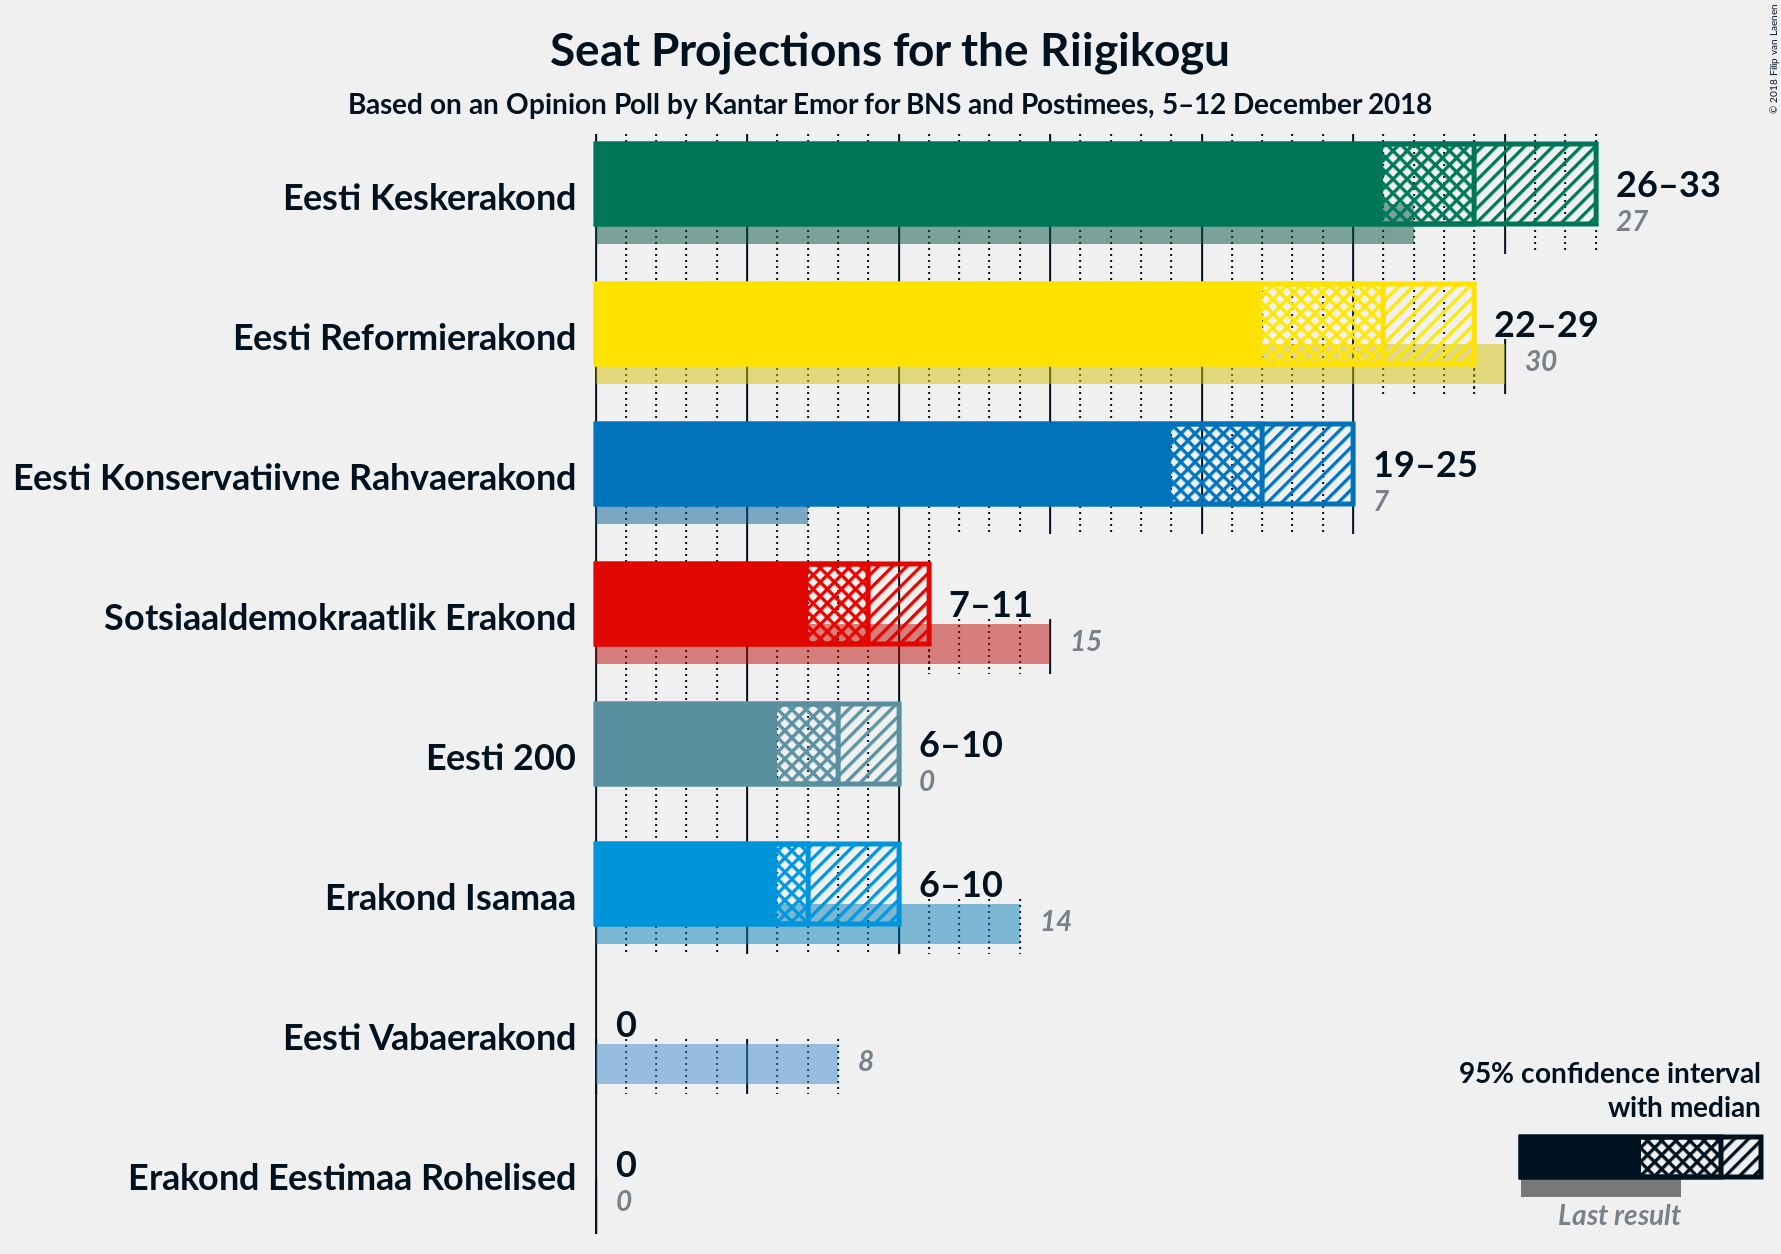 Seat Projections for the Riigikogu
Based on an Opinion Poll by Kantar Emor for BNS and Postimees, 5–12 December 2018
© 2018 Filip van Laenen
Eesti Keskerakond
26–33
27
Eesti Reformierakond
22–29
30
Eesti Konservatiivne Rahvaerakond
19–25
7
Sotsiaaldemokraatlik Erakond
7–11
15
Eesti 200
6–10
0
Erakond Isamaa
6–10
14
Eesti Vabaerakond
0
8
Erakond Eestimaa Rohelised
0
0
95% confidence interval
with median
Last result